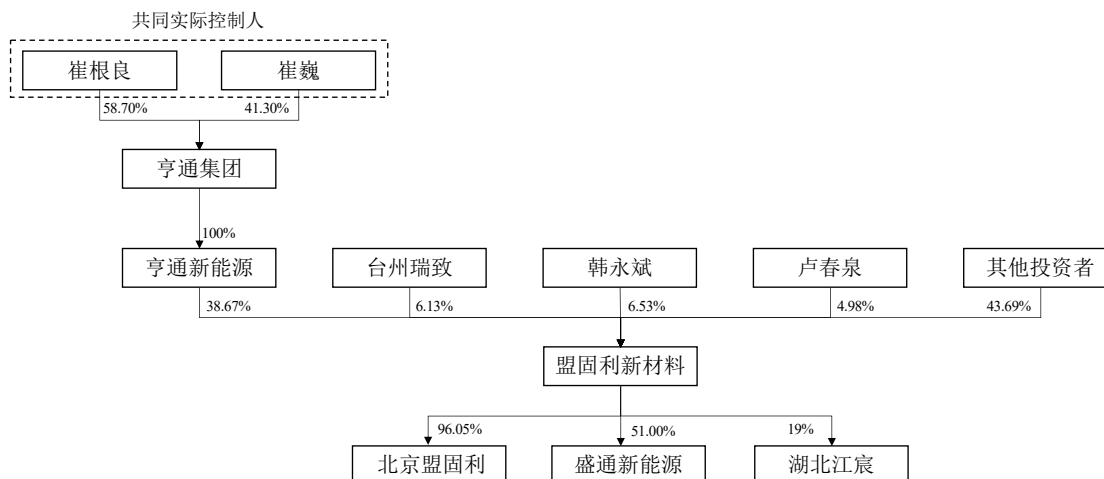 共同实际控制人
崔根良
崔巍
58.70%
41.30%
亨通集团
100%
亨通新能源
台州瑞致
韩永斌
卢春泉
其他投资者
38.67%
6.13%
6.53%
4.98%
43.69%
盟固利新材料
96.05%
51.00%
19%
北京盟固利
盛通新能源
湖北江宸